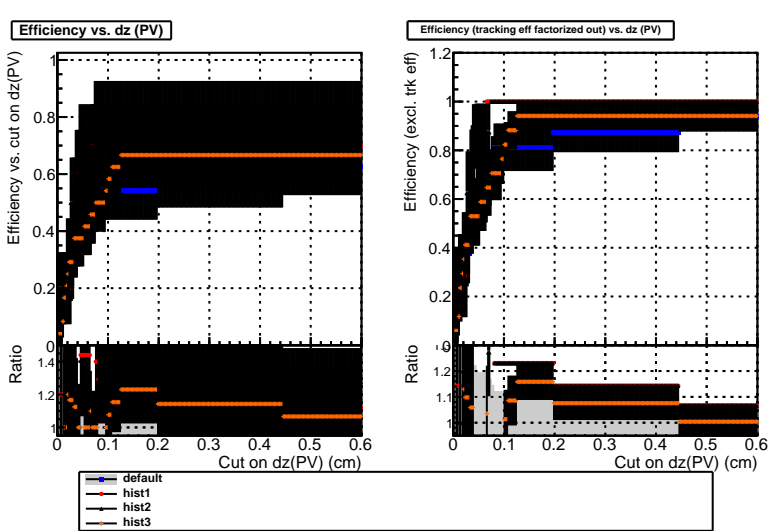 Efficiency vs. dz (PV)
Efficiency vs. cut on dz(PV)
1
0.8
0.6
0.4
0.2
0
Ratio
1.4
1.2
1
0 0.1 0.2 0.3 0.4 0.5 0.6
Cut on dz(PV) (cm)
Efficiency (tracking eff factorized out) vs. dz (PV)
Efficiency (excl. trk eff)
1.2
1
0.8
0.6
0.4
0.2
0
Ratio
1.2
1.1
1
0 0.1 0.2 0.3 0.4 0.5 0.6
Cut on dz(PV) (cm)
default
hist1
hist2
hist3